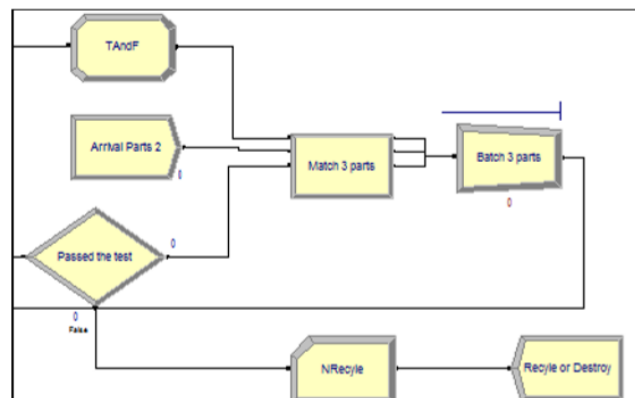 TAndF
Arrival Parts 2
0
Match 3 parts
Batch 3 parts
0
Passed the test
0
0
False
NRecyle
Recyle or Destroy